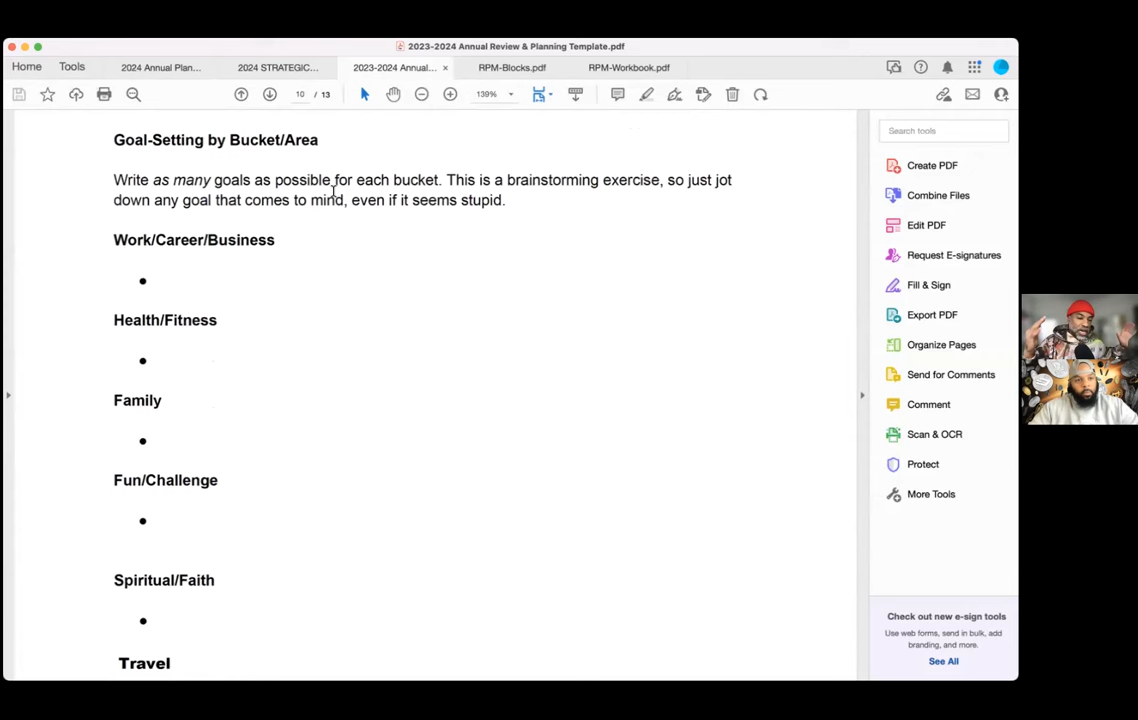 2023-2024 Annual Review & Planning Template.pdf
Home Tools 2024 Annual Plan... 2024 STRATEGIC... 2023-2024 Annual... × RPM-Blocks.pdf RPM-Workbook.pdf
10 / 13 139%
Goal-Setting by Bucket/Area
Write as many goals as possible for each bucket. This is a brainstorming exercise, so just jot
down any goal that comes to mind, even if it seems stupid.
Work/Career/Business
•
Health/Fitness
•
Family
•
Fun/Challenge
•
Spiritual/Faith
•
Travel
Search tools
Create PDF
Combine Files
Edit PDF
Request E-signatures
Fill & Sign
Export PDF
Organize Pages
Send for Comments
Comment
Scan & OCR
Protect
More Tools
Check out new e-sign tools
Use web forms, send in bulk, add
branding, and more.
See All